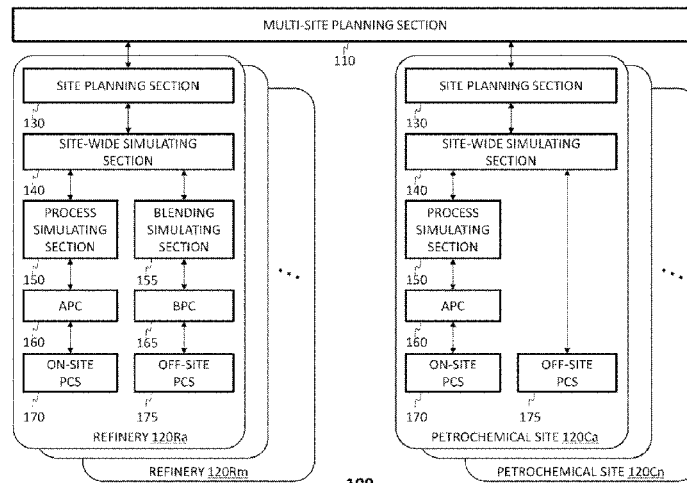 MULTI-SITE PLANNING SECTION
110
SITE PLANNING SECTION
130
SITE-WIDE SIMULATING
SECTION
140
PROCESS
SIMULATING
SECTION
150
BLENDING
SIMULATING
SECTION
155
APC
160
BPC
165
ON-SITE
PCS
170
OFF-SITE
PCS
175
REFINERY 120Ra
REFINERY 120Rm
...
SITE PLANNING SECTION
130
SITE-WIDE SIMULATING
SECTION
140
PROCESS
SIMULATING
SECTION
150
APC
160
ON-SITE
PCS
170
OFF-SITE
PCS
175
PETROCHEMICAL SITE 120Ca
PETROCHEMICAL SITE 120Cn
...
100